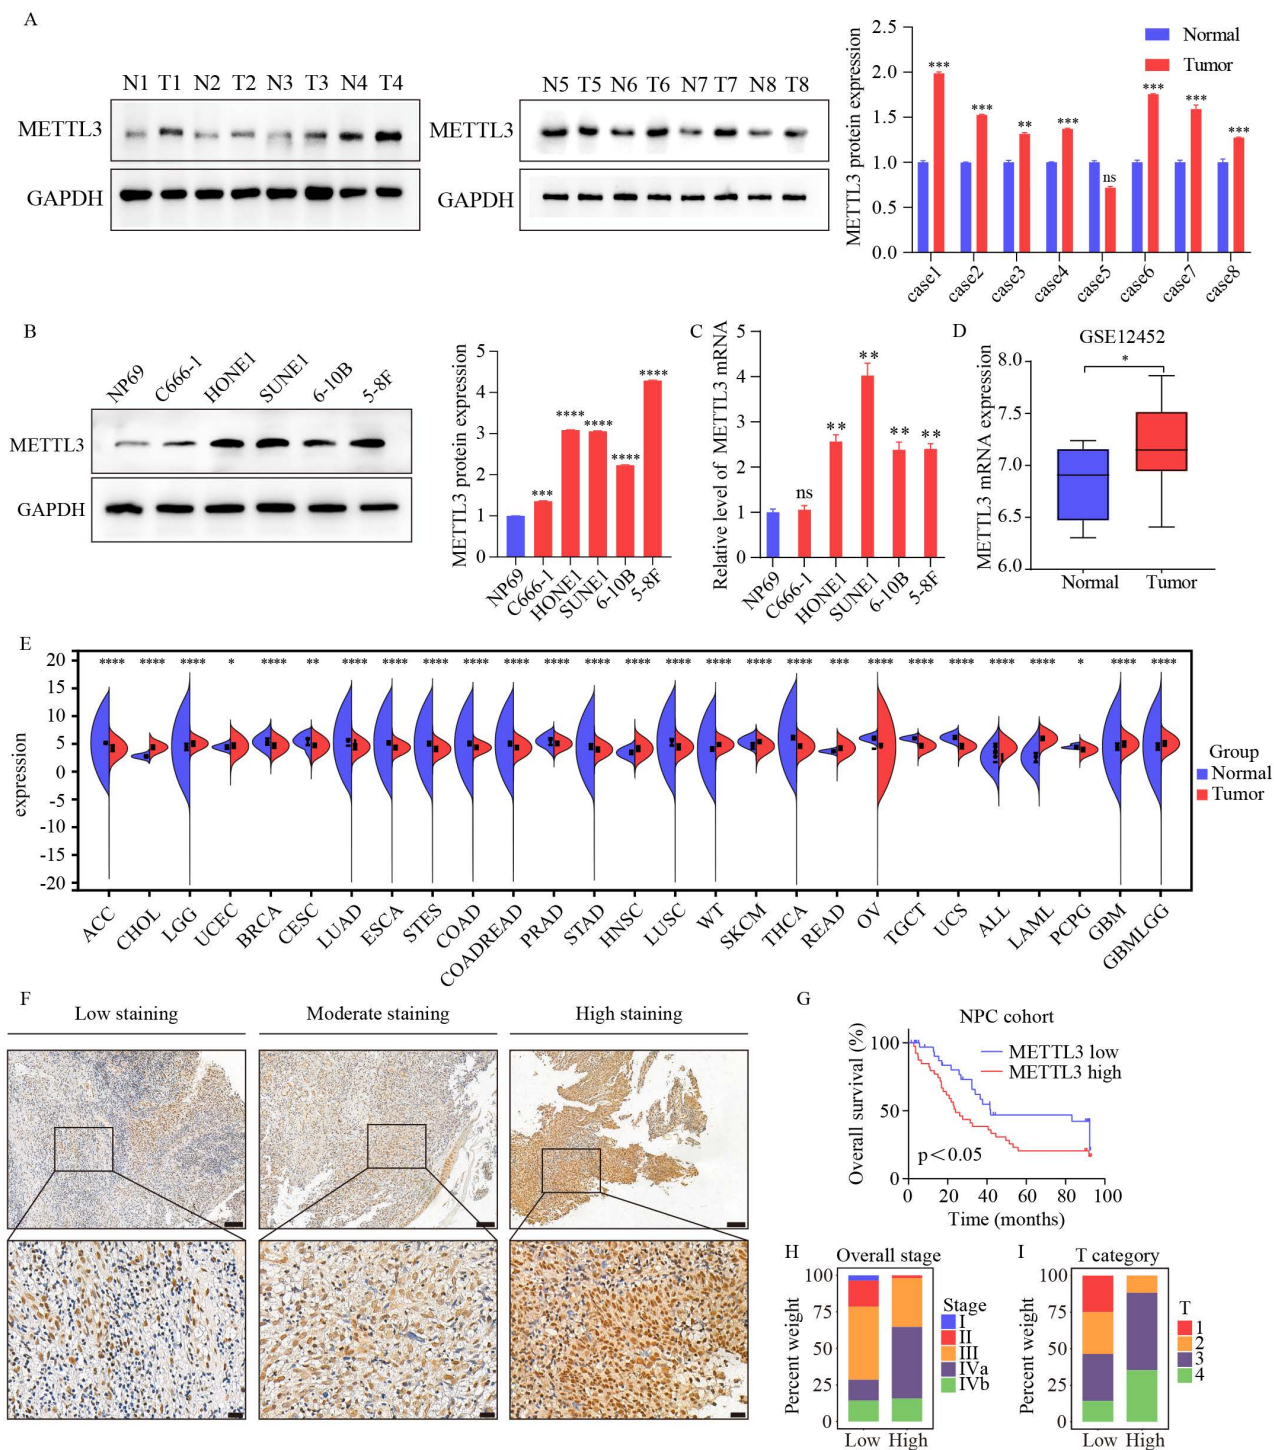 A
N1 T1 N2 T2 N3 T3 N4 T4
METTL3
GAPDH
N5 T5 N6 T6 N7 T7 N8 T8
METTL3
GAPDH
METTL3 protein expression
2.5
2.0
1.5
1.0
0.5
0.0
Normal
Tumor
*** *** ** *** ns *** *** ***
case1 case2 case3 case4 case5 case6 case7 case8
B
NP69 C666-1 HONE1 SUNE1 6-10B 5-8F
METTL3
GAPDH
METTL3 protein expression
5
4
3
2
1
0
*** **** **** **** ****
NP69 C666-1 HONE1 SUNE1 6-10B 5-8F
C
Relative level of METTL3 mRNA
5
4
3
2
1
0
ns ** ** ** **
NP69 C666-1 HONE1 SUNE1 6-10B 5-8F
D
GSE12452
METTL3 mRNA expression
8.0
7.5
7.0
6.5
6.0
*
Normal Tumor
E
expression
20
15
10
5
0
-5
-10
-15
-20
**** **** **** * **** ** **** **** **** **** **** **** **** **** **** **** **** **** *** **** **** **** **** **** * **** ****
ACC CHOL LGG UCEC BRCA CESC LUAD ESCA STES COAD COADREAD PRAD STAD HNSC LUSC WT SKCM THCA READ OV TGCT UCS ALL LAML PCPG GBM GBMLGG
Group
Normal
Tumor
F
Low staining Moderate staining High staining
G
NPC cohort
Overall survival (%)
100
50
0
METTL3 low
METTL3 high
p<0.05
0 20 40 60 80 100
Time (months)
H
Overall stage
Percent weight
100
75
50
25
0
Low High
Stage
I
II
III
IVa
IVb
I
T category
Percent weight
100
75
50
25
0
Low High
T
1
2
3
4